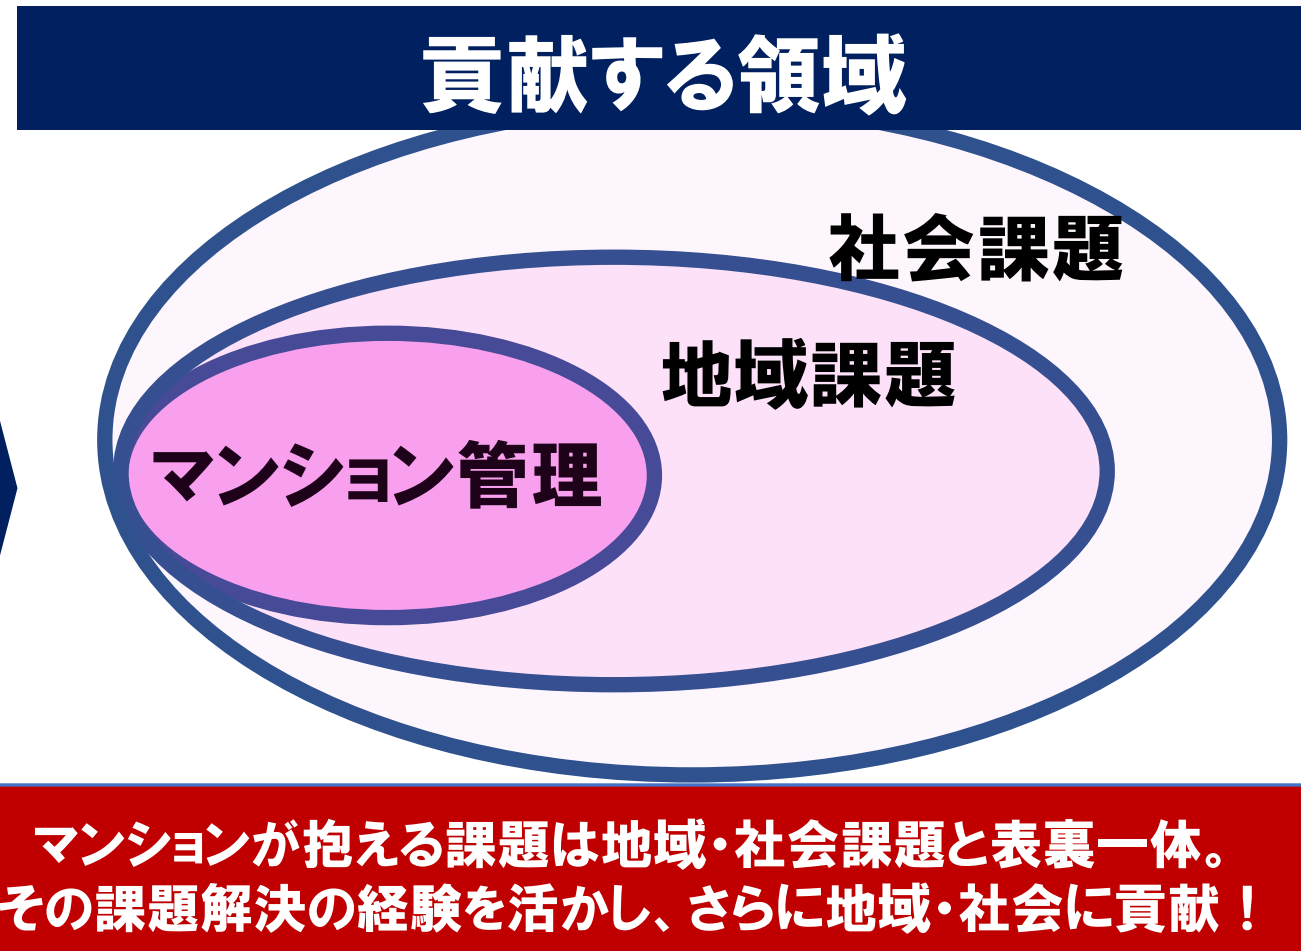 貢献する領域
社会課題
地域課題
マンション管理
マンションが抱える課題は地域・社会課題と表裏一体。
その課題解決の経験を活かし、さらに地域・社会に貢献！